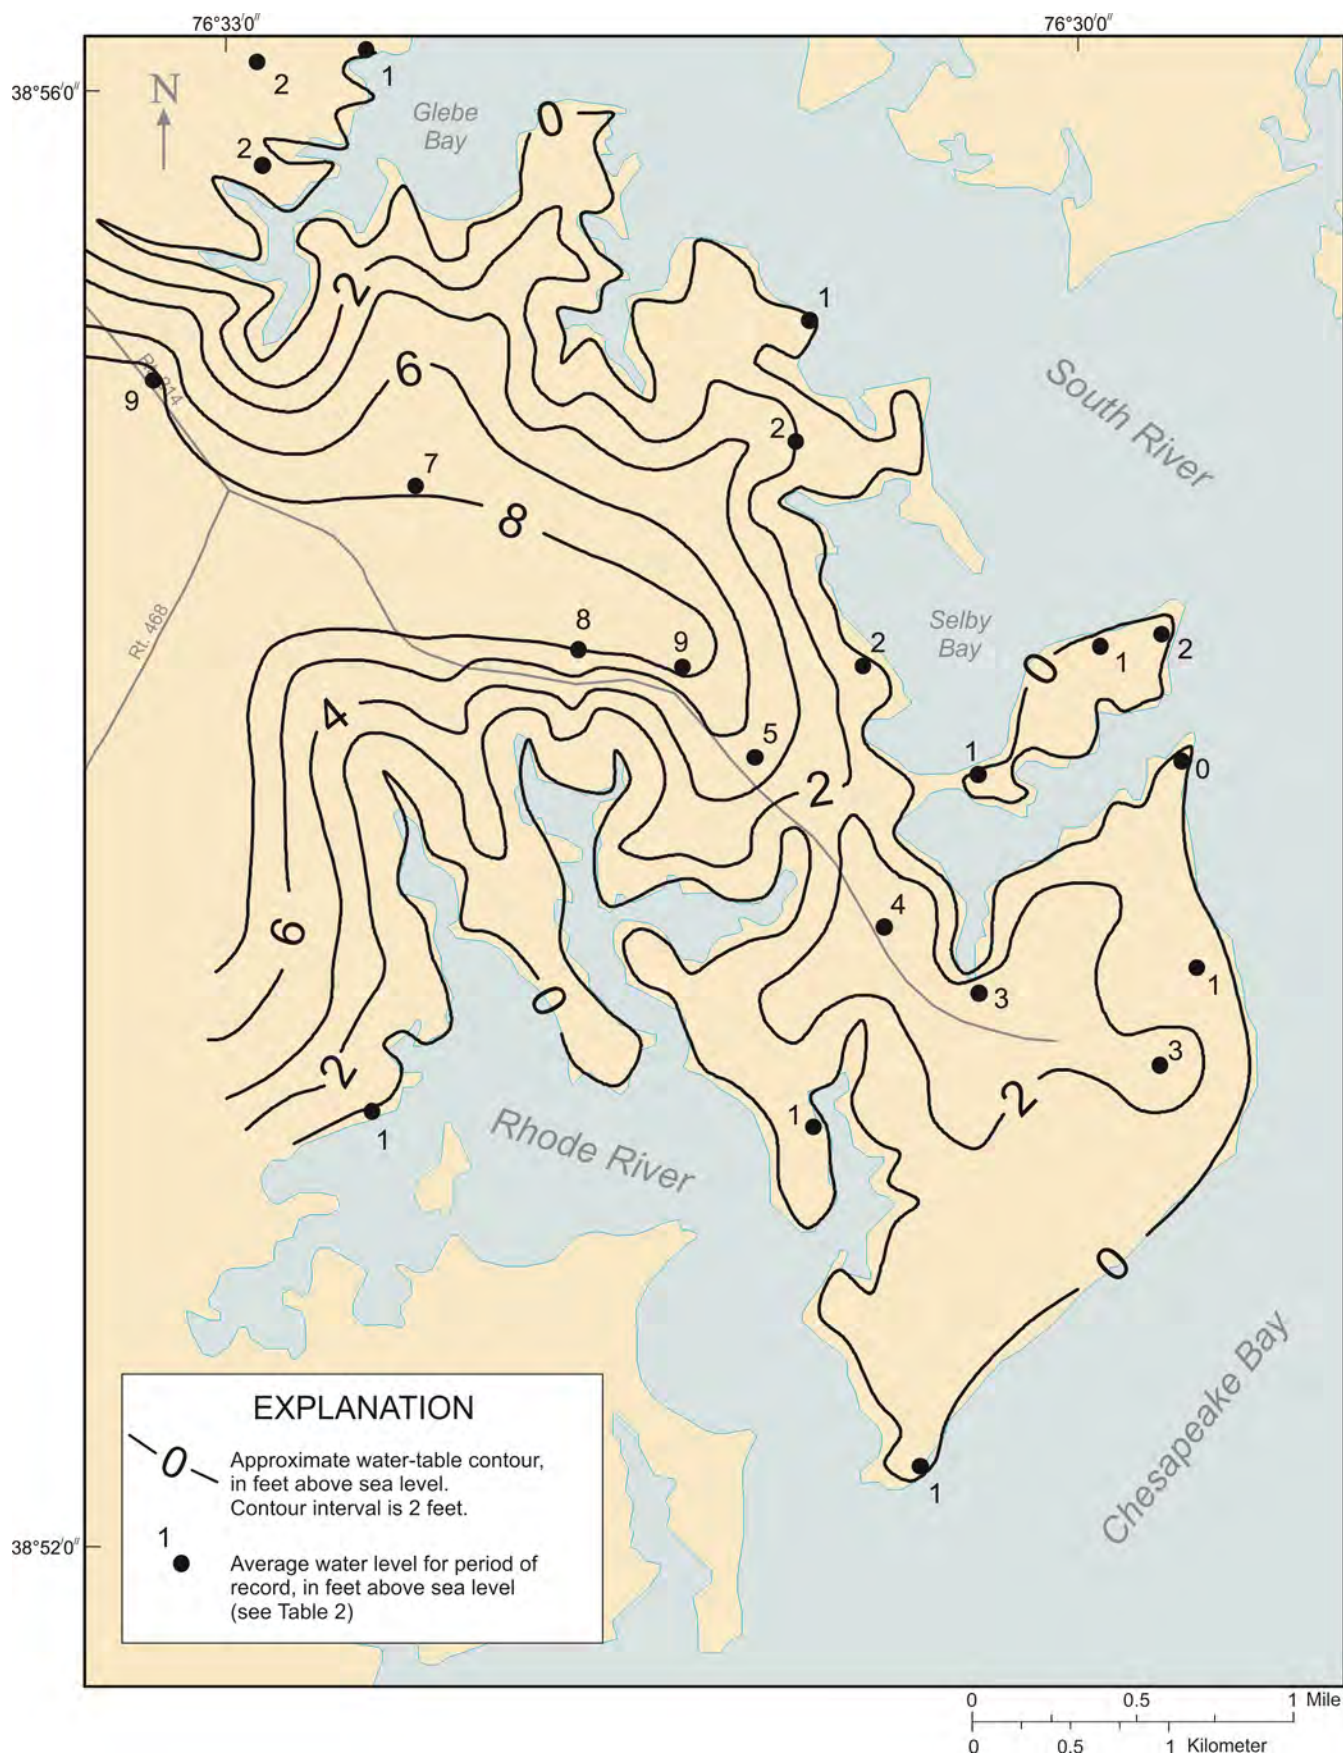 76°33′0″
76°30′0″
38°56′0″
N
2
1
Glebe
Bay
0
2
2
1
6
Rt. 214
9
South River
2
7
8
Rt. 468
8
9
2
Selby
Bay
0
1
2
4
5
1
0
2
6
4
3
1
0
2
3
2
1
1
Rhode River
0
Chesapeake Bay
1
EXPLANATION
0
Approximate water-table contour,
in feet above sea level.
Contour interval is 2 feet.
1
Average water level for period of
record, in feet above sea level
(see Table 2)
38°52′0″
0 0.5 1 Mile
0 0.5 1 Kilometer